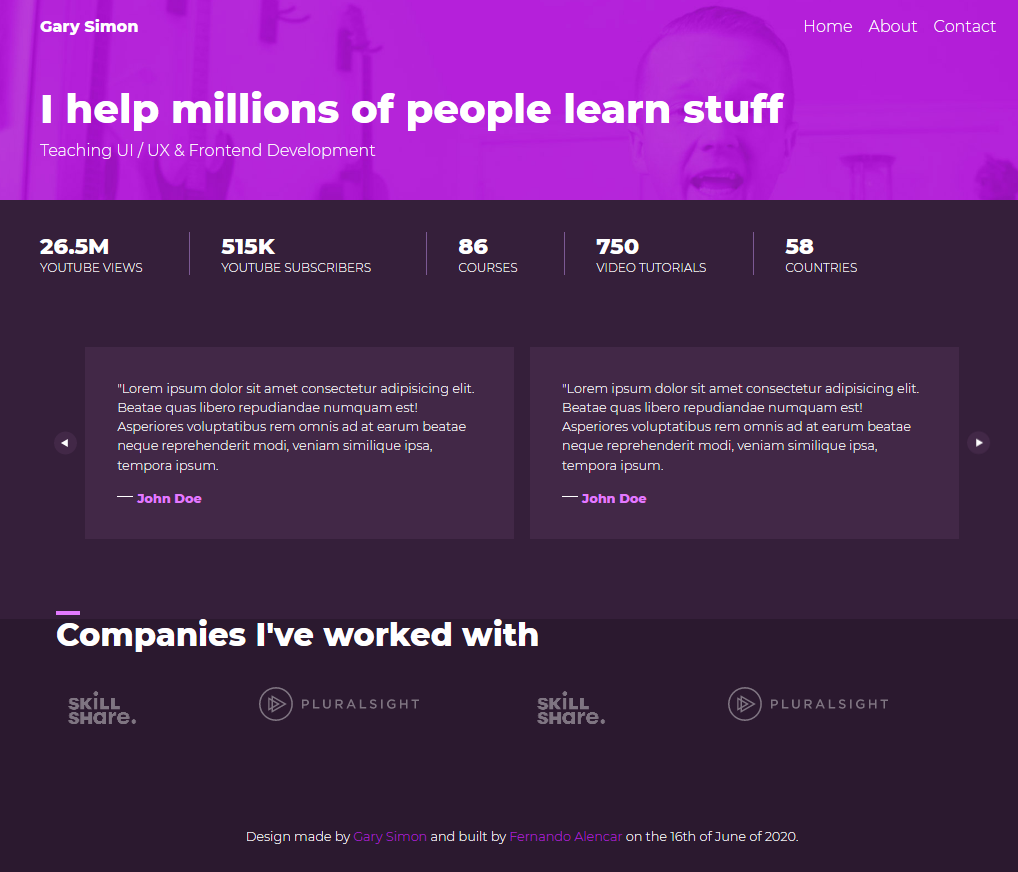 Gary Simon
Home About Contact
I help millions of people learn stuff
Teaching UI / UX & Frontend Development
26.5M 515K 86 750 58
YOUTUBE VIEWS YOUTUBE SUBSCRIBERS COURSES VIDEO TUTORIALS COUNTRIES
"Lorem ipsum dolor sit amet consectetur adipisicing elit.
Beatae quas libero repudiandae numquam est!
Asperiores voluptatibus rem omnis ad at earum beatae
neque reprehenderit modi, veniam similique ipsa,
tempora ipsum.
— John Doe
"Lorem ipsum dolor sit amet consectetur adipisicing elit.
Beatae quas libero repudiandae numquam est!
Asperiores voluptatibus rem omnis ad at earum beatae
neque reprehenderit modi, veniam similique ipsa,
tempora ipsum.
— John Doe
Companies I've worked with
SKILL
SHare.
PLURALSIGHT
SKILL
SHare.
PLURALSIGHT
Design made by Gary Simon and built by Fernando Alencar on the 16th of June of 2020.